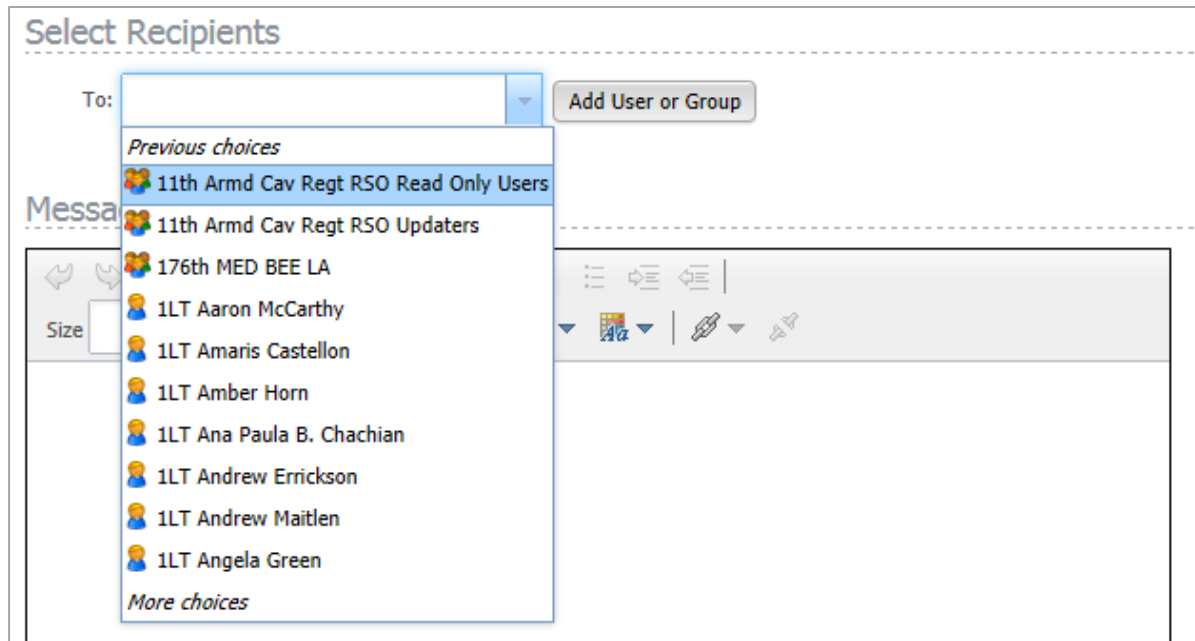 Select Recipients
To:
Add User or Group
Previous choices
11th Armd Cav Regt RSO Read Only Users
11th Armd Cav Regt RSO Updaters
176th MED BEE LA
1LT Aaron McCarthy
1LT Amaris Castellon
1LT Amber Horn
1LT Ana Paula B. Chachian
1LT Andrew Errickson
1LT Andrew Maitlen
1LT Angela Green
More choices
Messa
Size
Aa